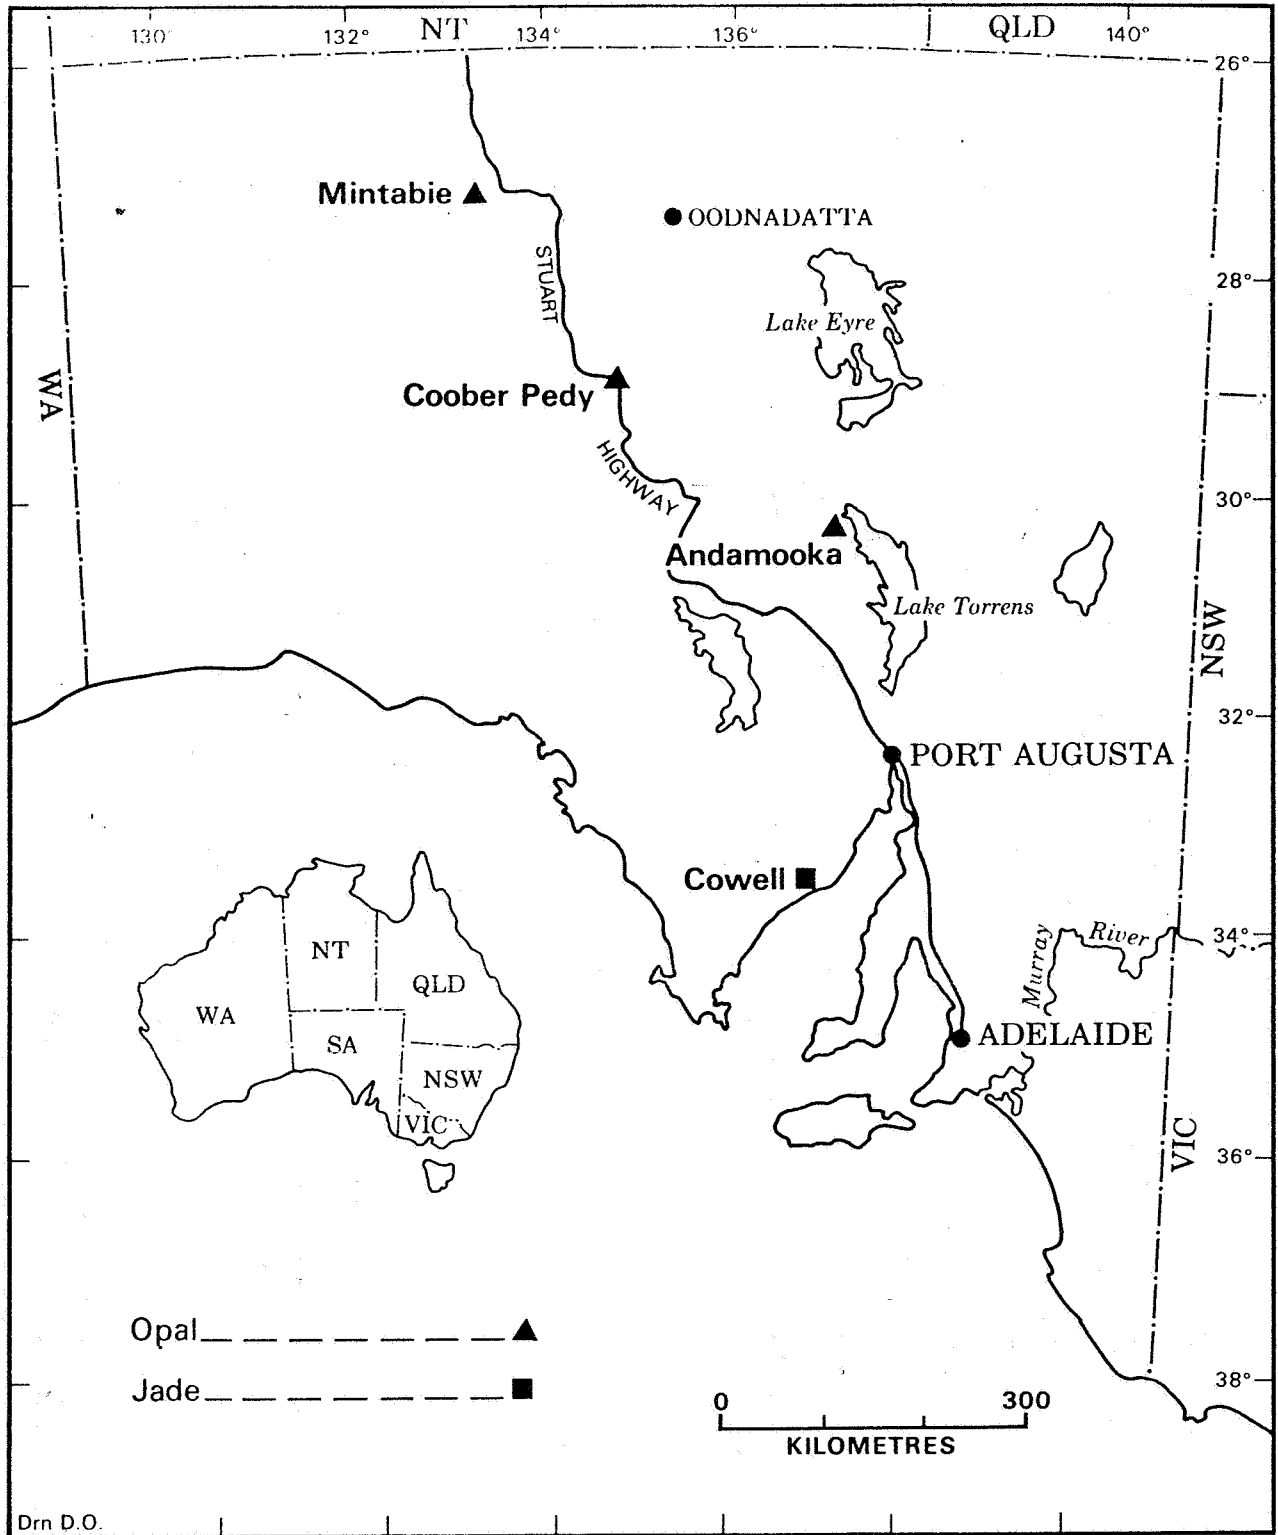 NT
QLD
130°
132°
134°
136°
140°
26°
Mintabie
OODNADATTA
STUART
28°
Lake Eyre
WA
Coober Pedy
HIGHWAY
30°
Andamooka
Lake Torrens
NSW
32°
PORT AUGUSTA
Cowell
34°
Murray
River
NT
QLD
WA
SA
NSW
VIC
ADELAIDE
VIC
36°
Opal
Jade
38°
0
300
KILOMETRES
Drn D.O.